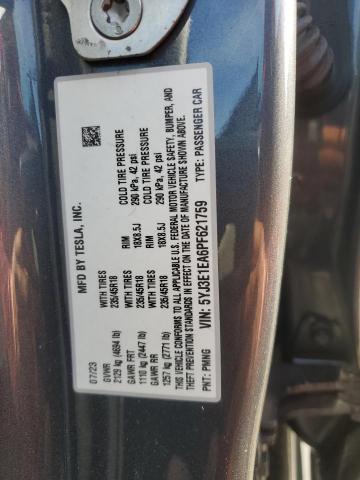 MFD BY TESLA, INC.
07/23
GVWR
2129 kg (4694 lb)
GAWR FRT
1110 kg (2447 lb)
GAWR RR
1257 kg (2771 lb)
WITH TIRES
235/45R18
WITH TIRES
235/45R18
RIM
18X8.5J
RIM
18X8.5J
COLD TIRE PRESSURE
290 kPa, 42 psi
COLD TIRE PRESSURE
290 kPa, 42 psi
THIS VEHICLE CONFORMS TO ALL APPLICABLE U.S. FEDERAL MOTOR VEHICLE SAFETY, BUMPER, AND
THEFT PREVENTION STANDARDS IN EFFECT ON THE DATE OF MANUFACTURE SHOWN ABOVE.
VIN: 5YJ3E1EA6PF621759
TYPE: PASSENGER CAR
PNT: PMNG